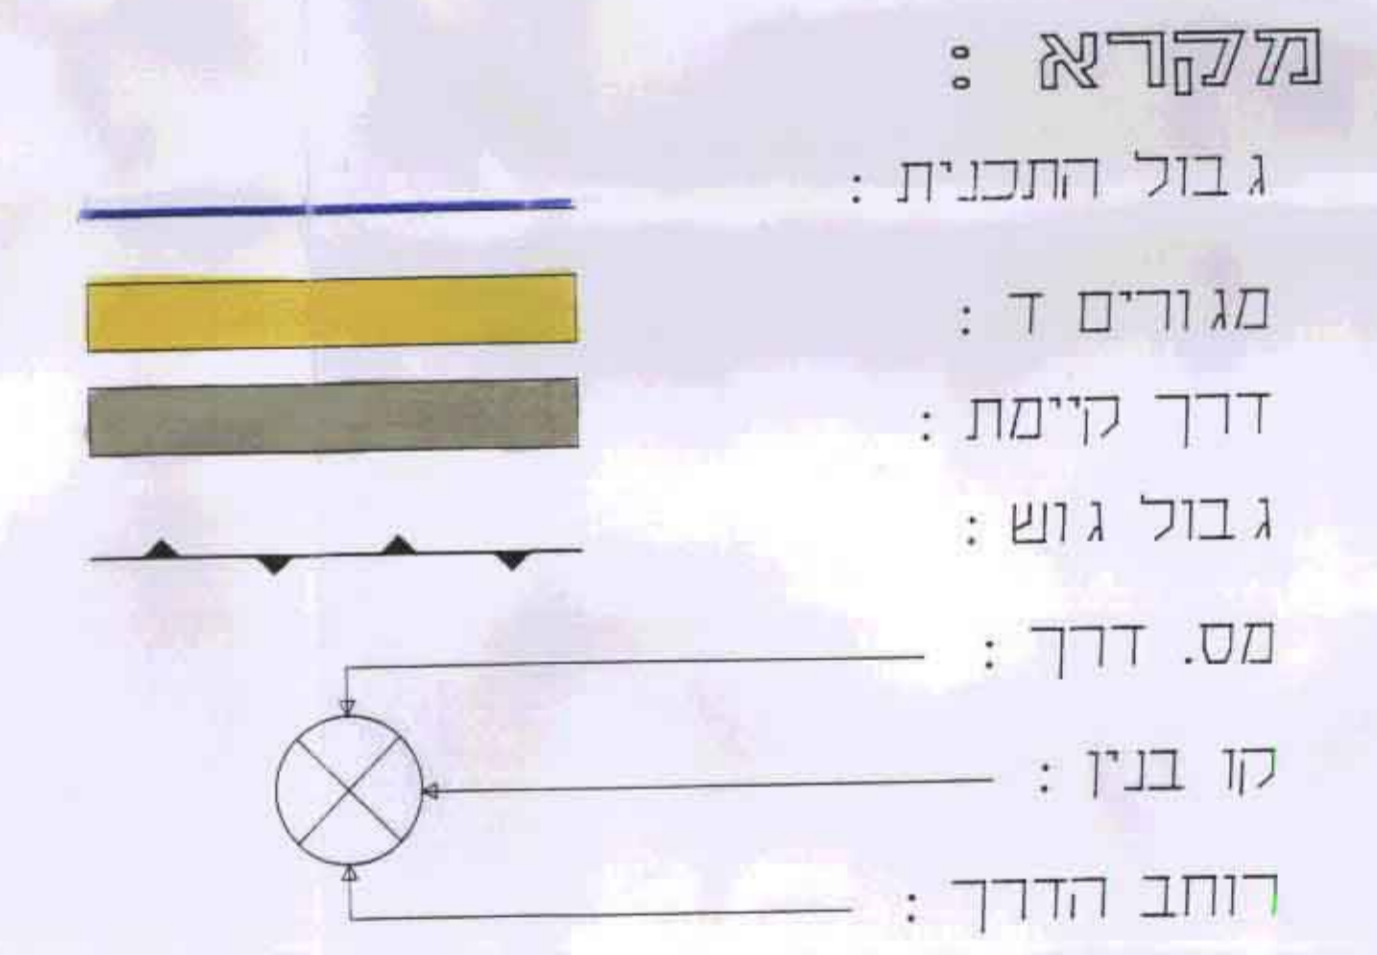 מקרא :
גבול התכנית :
מגורים ד :
דרך קיימת :
גבול גוש :
מס. דרך :
קו בנין :
רוחב הדרך :